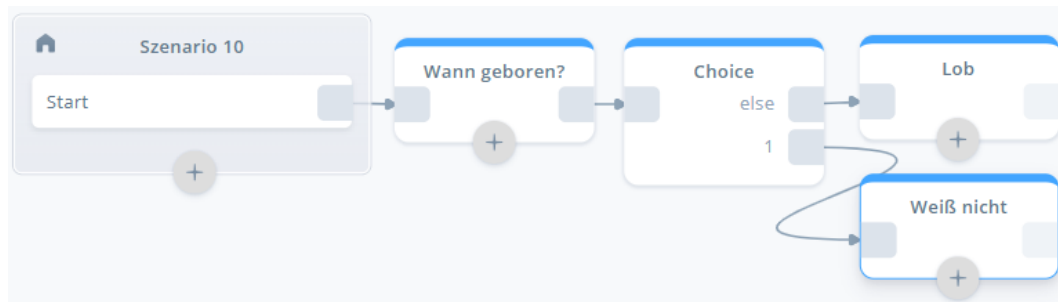 Szenario 10
Start
Wann geboren?
Choice
else
1
Lob
Weiß nicht